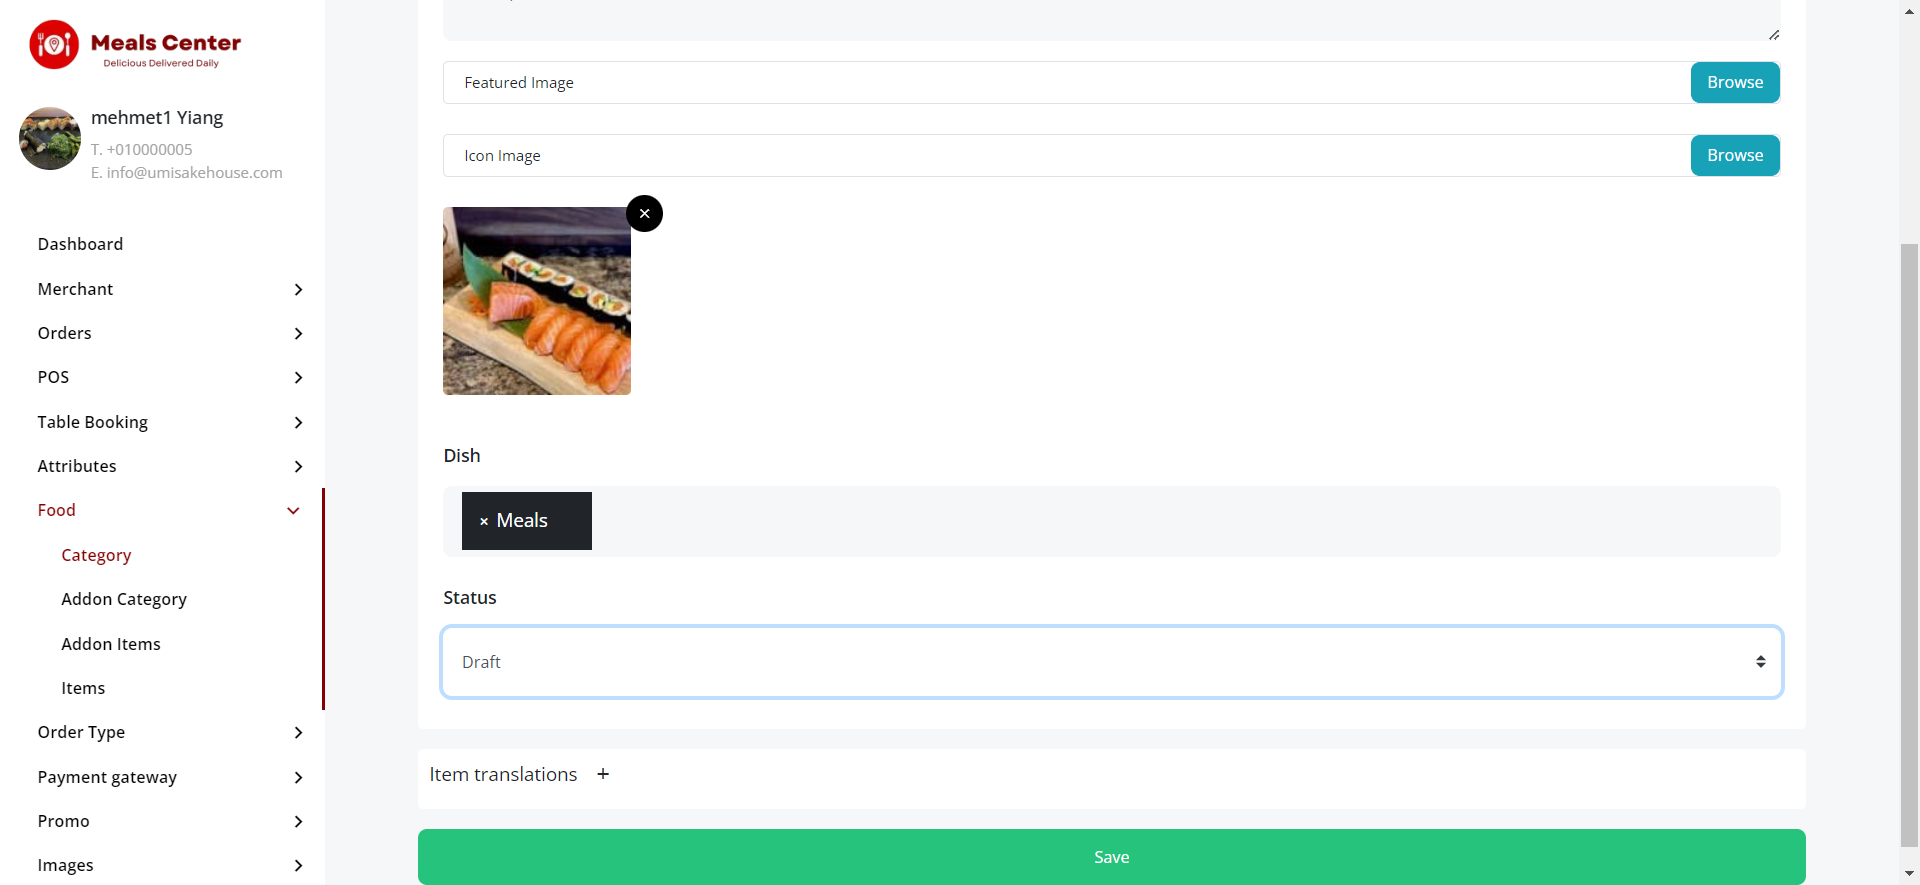 Meals Center
Delicious Delivered Daily
mehmet1 Yiang
T. +010000005
E. info@umisakehouse.com
Dashboard
Merchant
Orders
POS
Table Booking
Attributes
Food
Category
Addon Category
Addon Items
Items
Order Type
Payment gateway
Promo
Images
Featured Image
Browse
Icon Image
Browse
×
Dish
× Meals
Status
Draft
Item translations +
Save